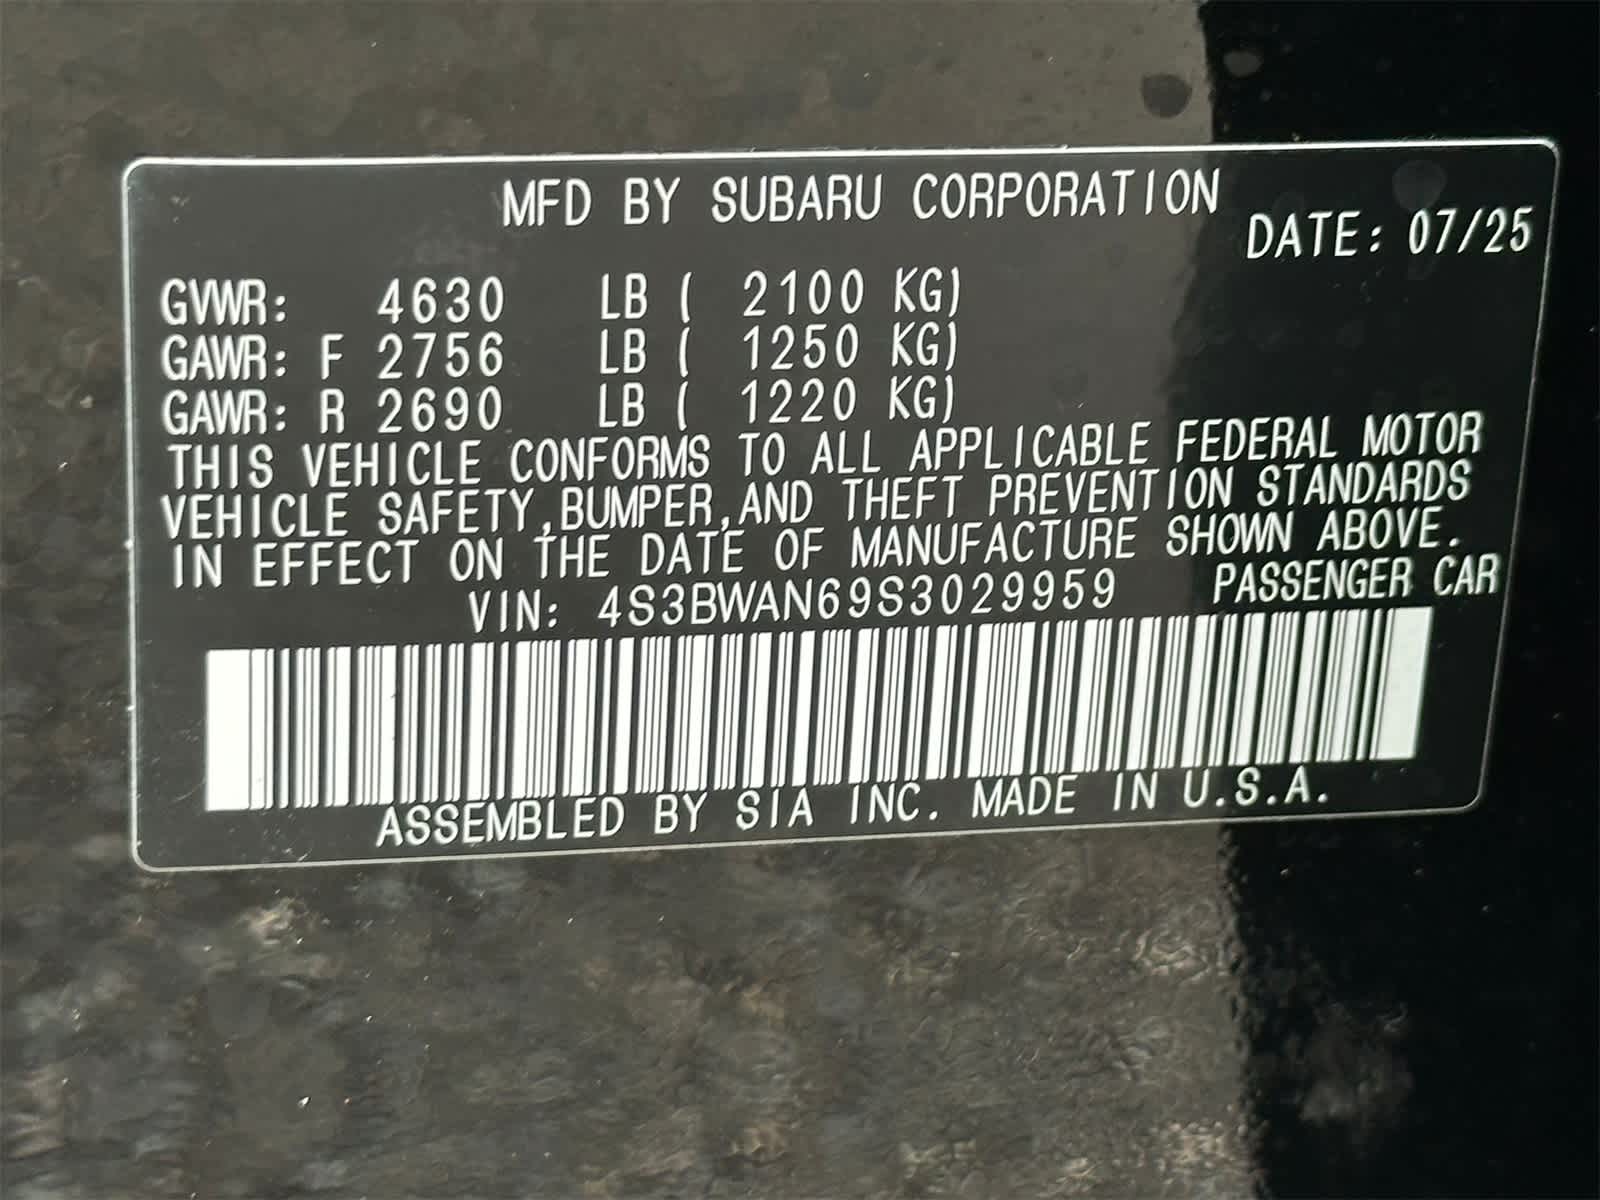 MFD BY SUBARU CORPORATION
DATE: 07/25
GVWR: 4630 LB ( 2100 KG)
GAWR: F 2756 LB ( 1250 KG)
GAWR: R 2690 LB ( 1220 KG)
THIS VEHICLE CONFORMS TO ALL APPLICABLE FEDERAL MOTOR
VEHICLE SAFETY,BUMPER,AND THEFT PREVENTION STANDARDS
IN EFFECT ON THE DATE OF MANUFACTURE SHOWN ABOVE.
VIN: 4S3BWAN69S3029959 PASSENGER CAR
ASSEMBLED BY SIA INC. MADE IN U.S.A.